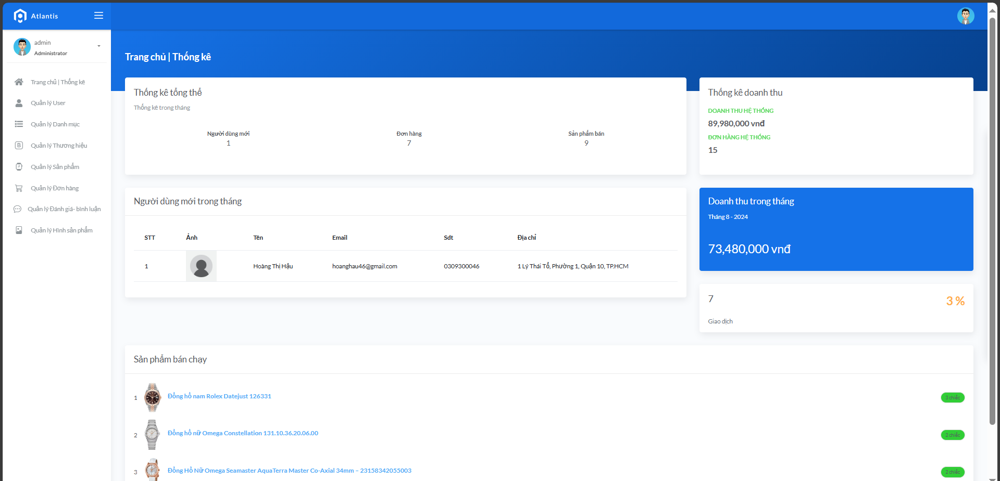 Atlantis
admin
Administrator
Trang chủ | Thống kê
Quản lý User
Quản lý Danh mục
B
Quản lý Thương hiệu
Quản lý Sản phẩm
Quản lý Đơn hàng
Quản lý Đánh giá- bình luận
Quản lý Hình sản phẩm
Trang chủ | Thống kê
Thống kê tổng thể
Thống kê trong tháng
Người dùng mới Đơn hàng Sản phẩm bán
1 7 9
Thống kê doanh thu
DOANH THU HỆ THỐNG
89,980,000 vnđ
ĐƠN HÀNG HỆ THỐNG
15
Người dùng mới trong tháng
STT Ảnh Tên Email Sdt Địa chỉ
1 Hoàng Thị Hậu hoanghau46@gmail.com 0309300046 1 Lý Thái Tổ, Phường 1, Quận 10, TP.HCM
Doanh thu trong tháng
Tháng 8 - 2024
73,480,000 vnđ
7 3 %
Giao dịch
Sản phẩm bán chạy
1 Đồng hồ nam Rolex Datejust 126331 3 chiếc
2 Đồng hồ nữ Omega Constellation 131.10.36.20.06.00 2 chiếc
3 Đồng Hồ Nữ Omega Seamaster AquaTerra Master Co-Axial 34mm – 23158342055003 2 chiếc